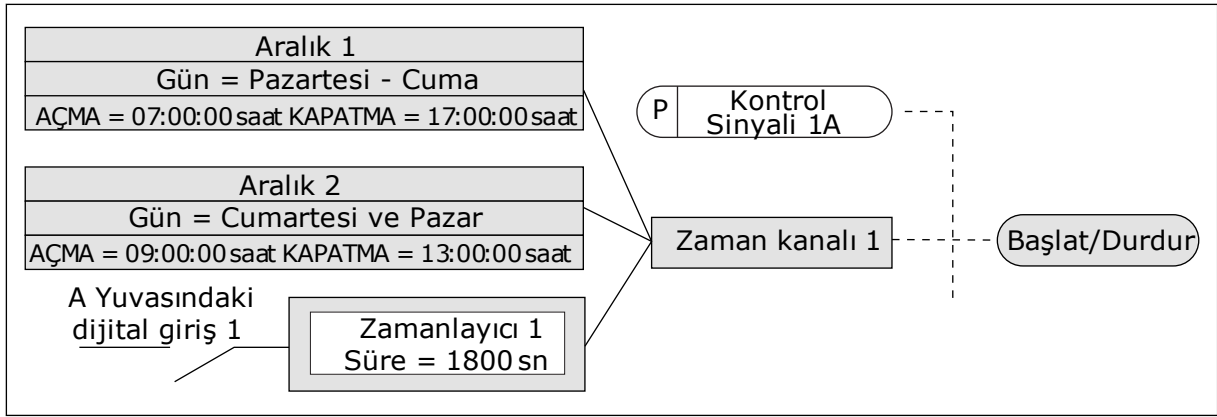 Aralık 1
Gün = Pazartesi - Cuma
AÇMA = 07:00:00 saat KAPATMA = 17:00:00 saat
P
Kontrol
Sinyali 1A
Aralık 2
Gün = Cumartesi ve Pazar
AÇMA = 09:00:00 saat KAPATMA = 13:00:00 saat
Zaman kanalı 1
Başlat/Durdur
A Yuvasındaki
dijital giriş 1
Zamanlayıcı 1
Süre = 1800 sn